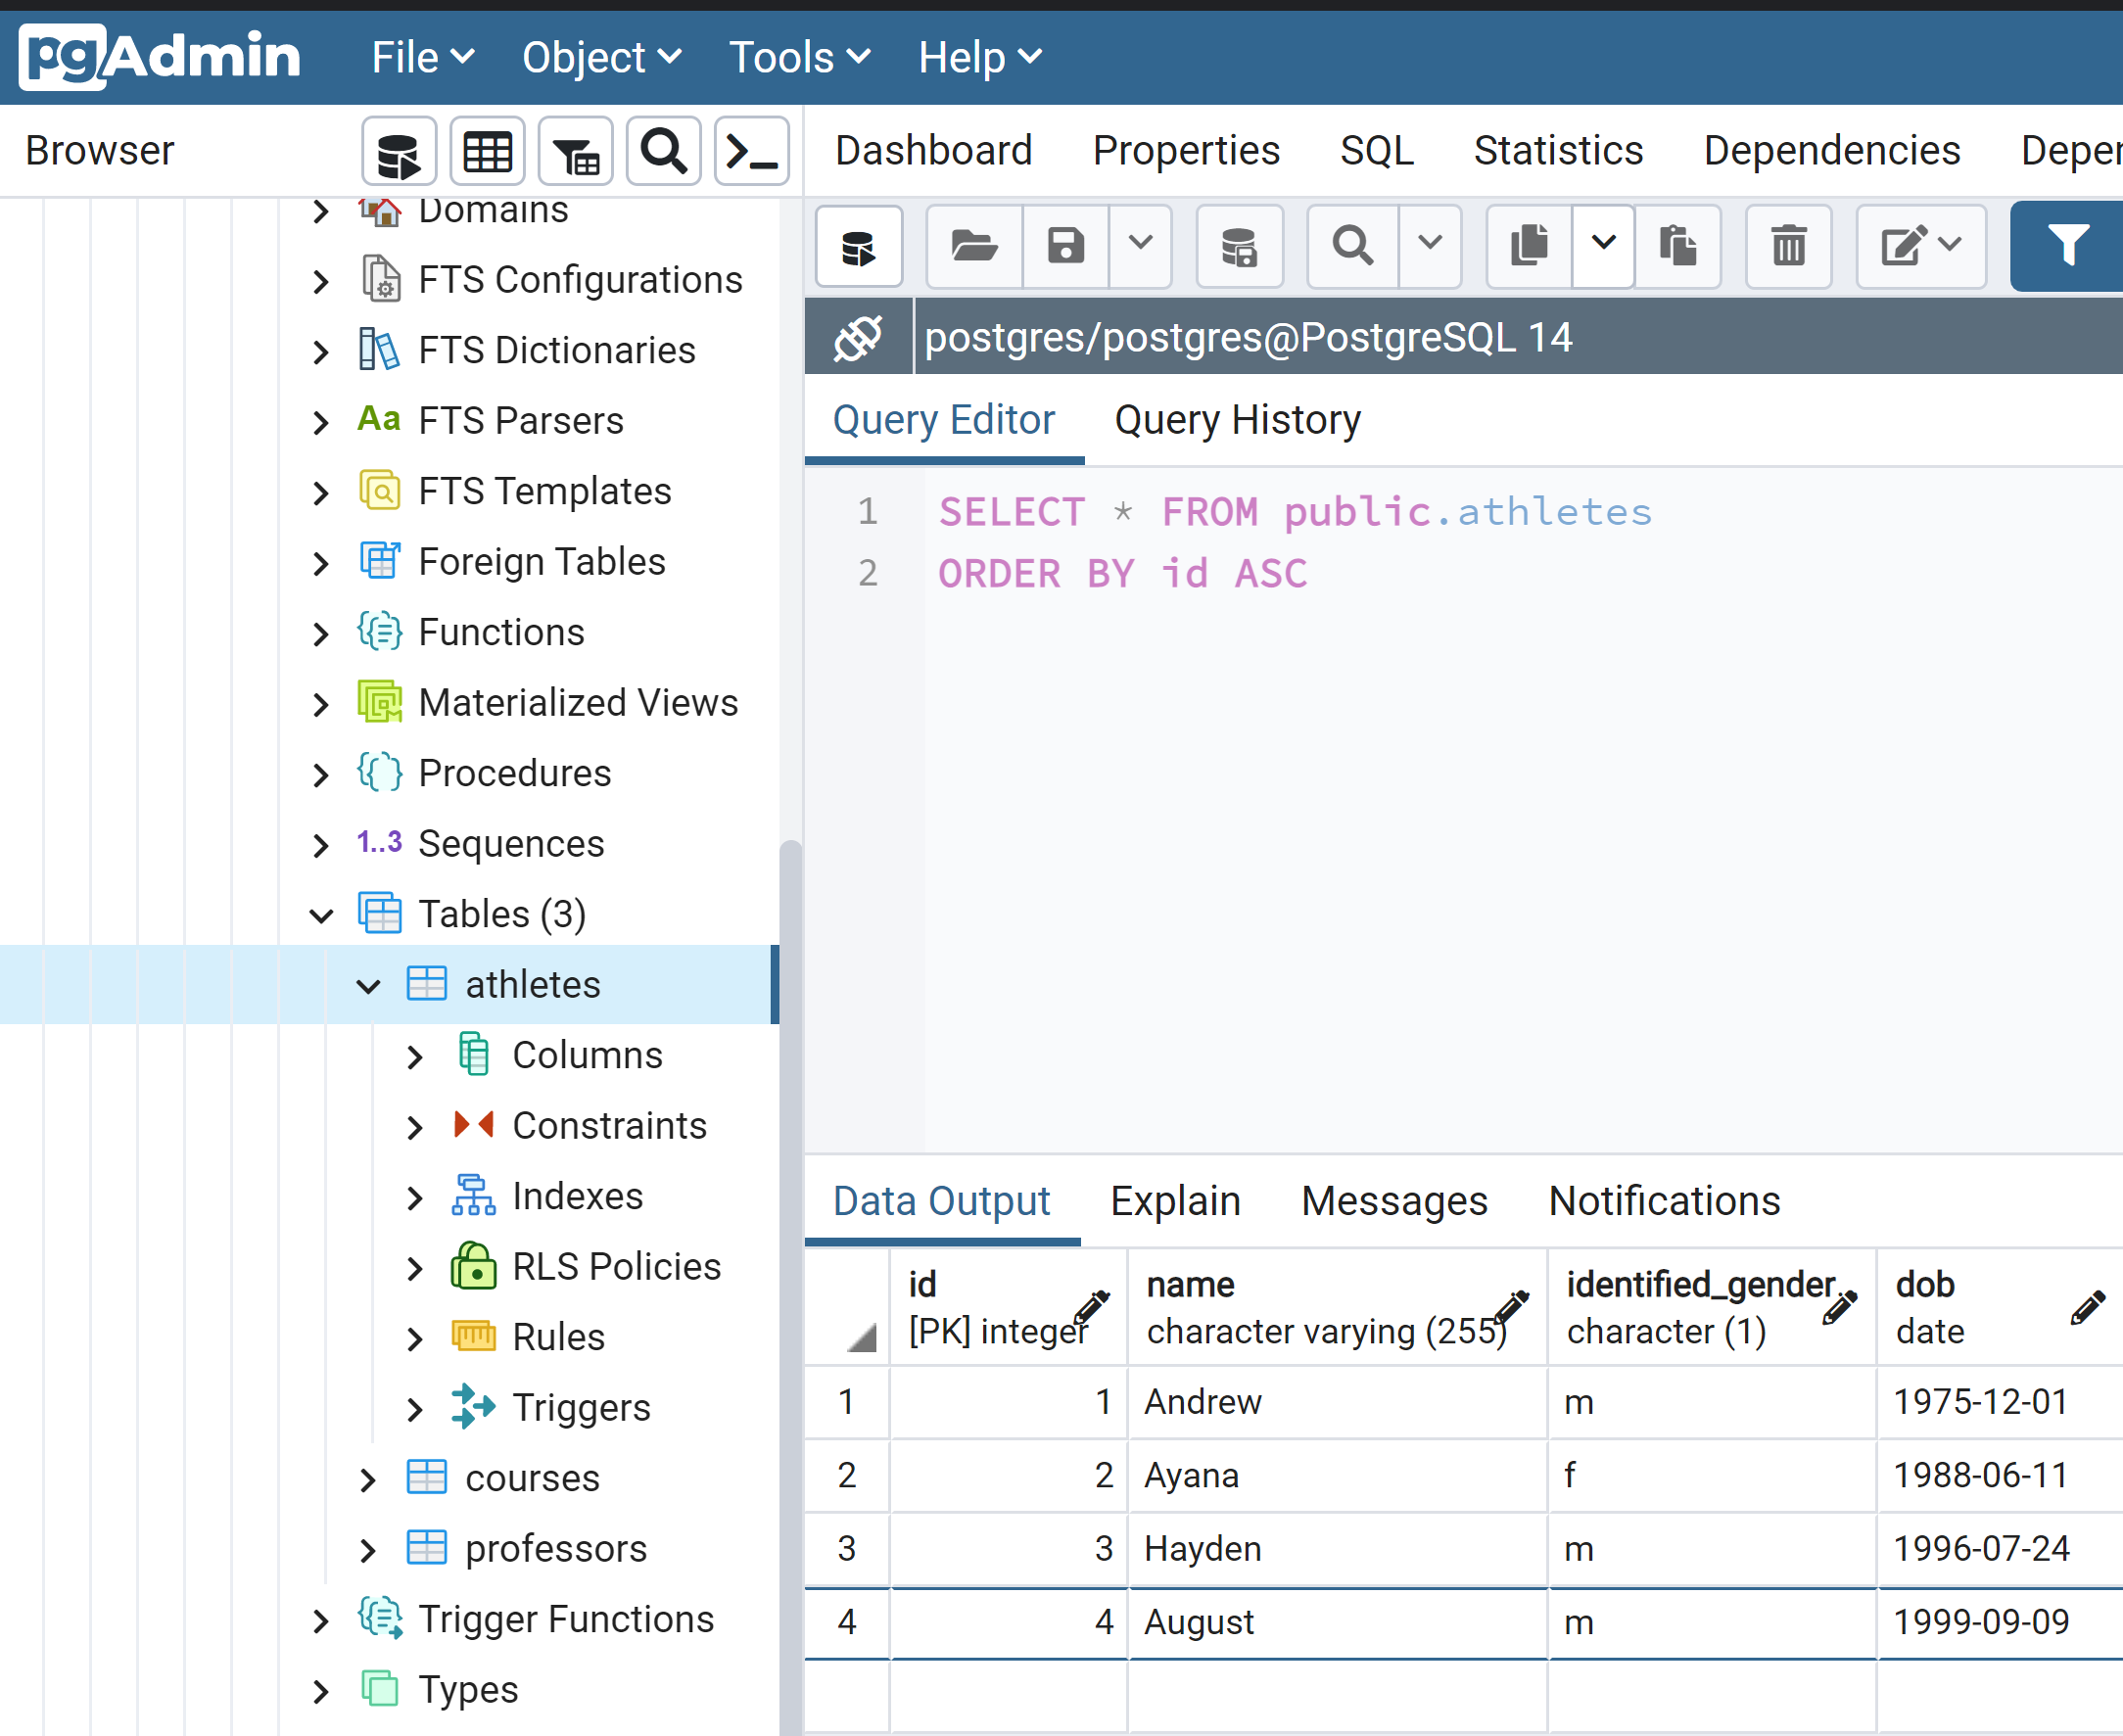 pgAdmin File Object Tools Help
Browser
Dashboard Properties SQL Statistics Dependencies Depen
Domains
FTS Configurations
FTS Dictionaries
Aa FTS Parsers
FTS Templates
Foreign Tables
Functions
Materialized Views
Procedures
1..3 Sequences
Tables (3)
athletes
Columns
Constraints
Indexes
RLS Policies
Rules
Triggers
courses
professors
Trigger Functions
Types
postgres/postgres@PostgreSQL 14
Query Editor Query History
1 SELECT * FROM public.athletes
2 ORDER BY id ASC
Data Output Explain Messages Notifications
id name identified_gender dob
[PK] integer character varying (255) character (1) date
1 1 Andrew m 1975-12-01
2 2 Ayana f 1988-06-11
3 3 Hayden m 1996-07-24
4 4 August m 1999-09-09